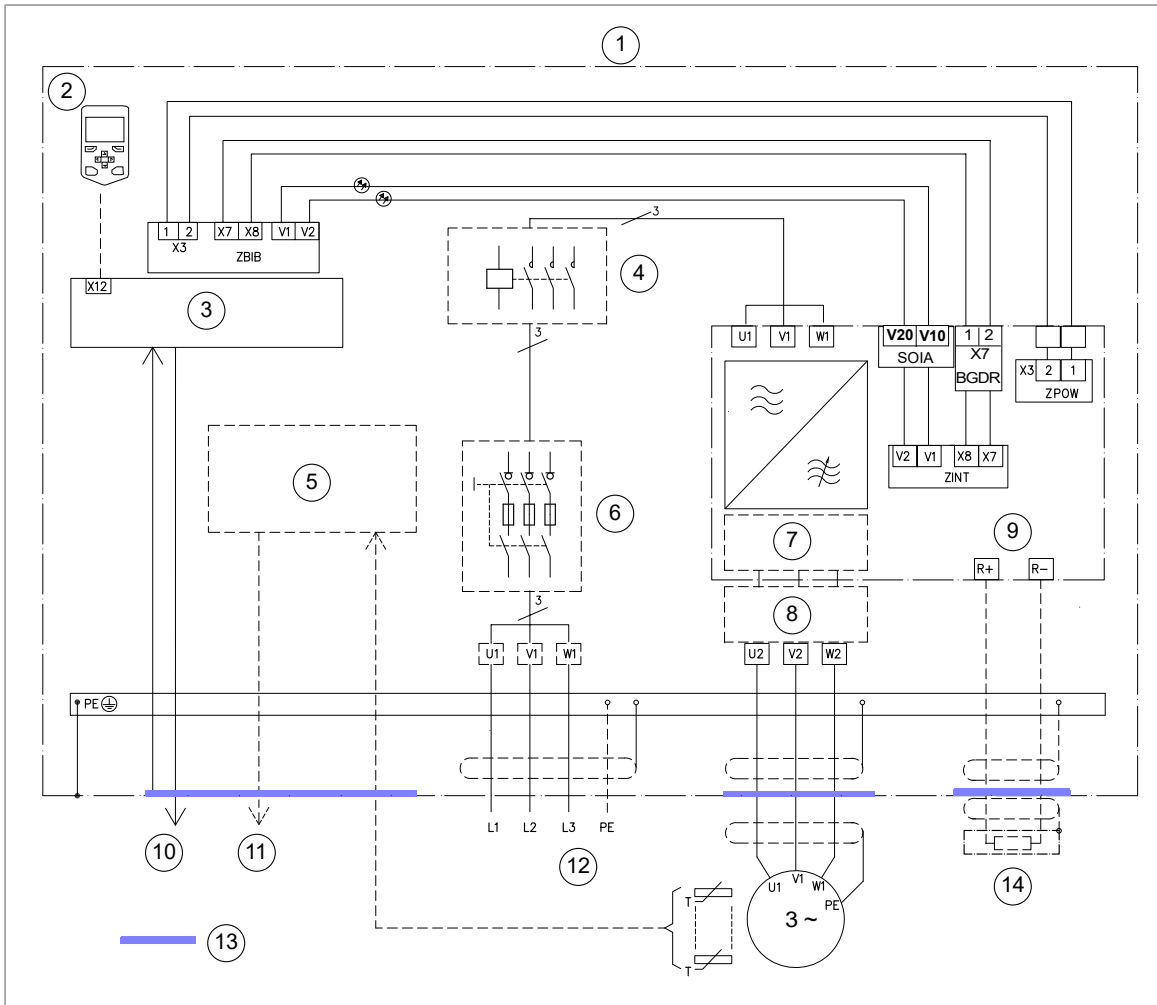 1
2
1 2 X7 X8 V1 V2
X3
ZBIB
X12
3
3
4
3
U1 V1 W1
V20 V10
SOIA
1 2
X7
BGDR
X3 2 1
ZPOW
V2 V1 X8 X7
ZINT
5
6
7
8
9
R+ R-
3
U1 V1 W1
U2 V2 W2
PE
L1 L2 L3 PE
10
11
12
13
14
T
T
U1 V1 W1
PE
3 ~